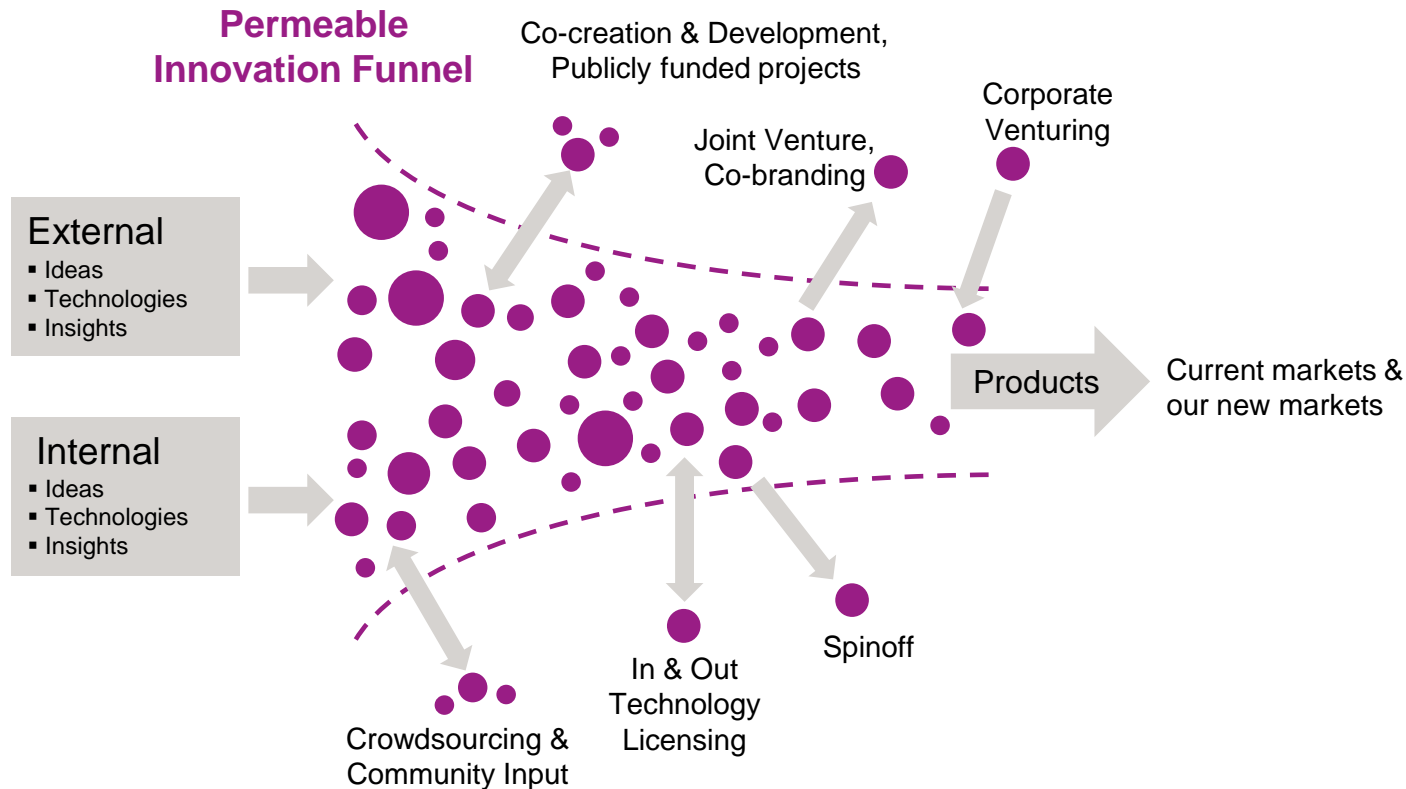 Permeable
Innovation Funnel
Co-creation & Development,
Publicly funded projects
Joint Venture,
Co-branding
Corporate
Venturing
External
▪ Ideas
▪ Technologies
▪ Insights
Internal
▪ Ideas
▪ Technologies
▪ Insights
Products
Current markets &
our new markets
Crowdsourcing &
Community Input
In & Out
Technology
Licensing
Spinoff